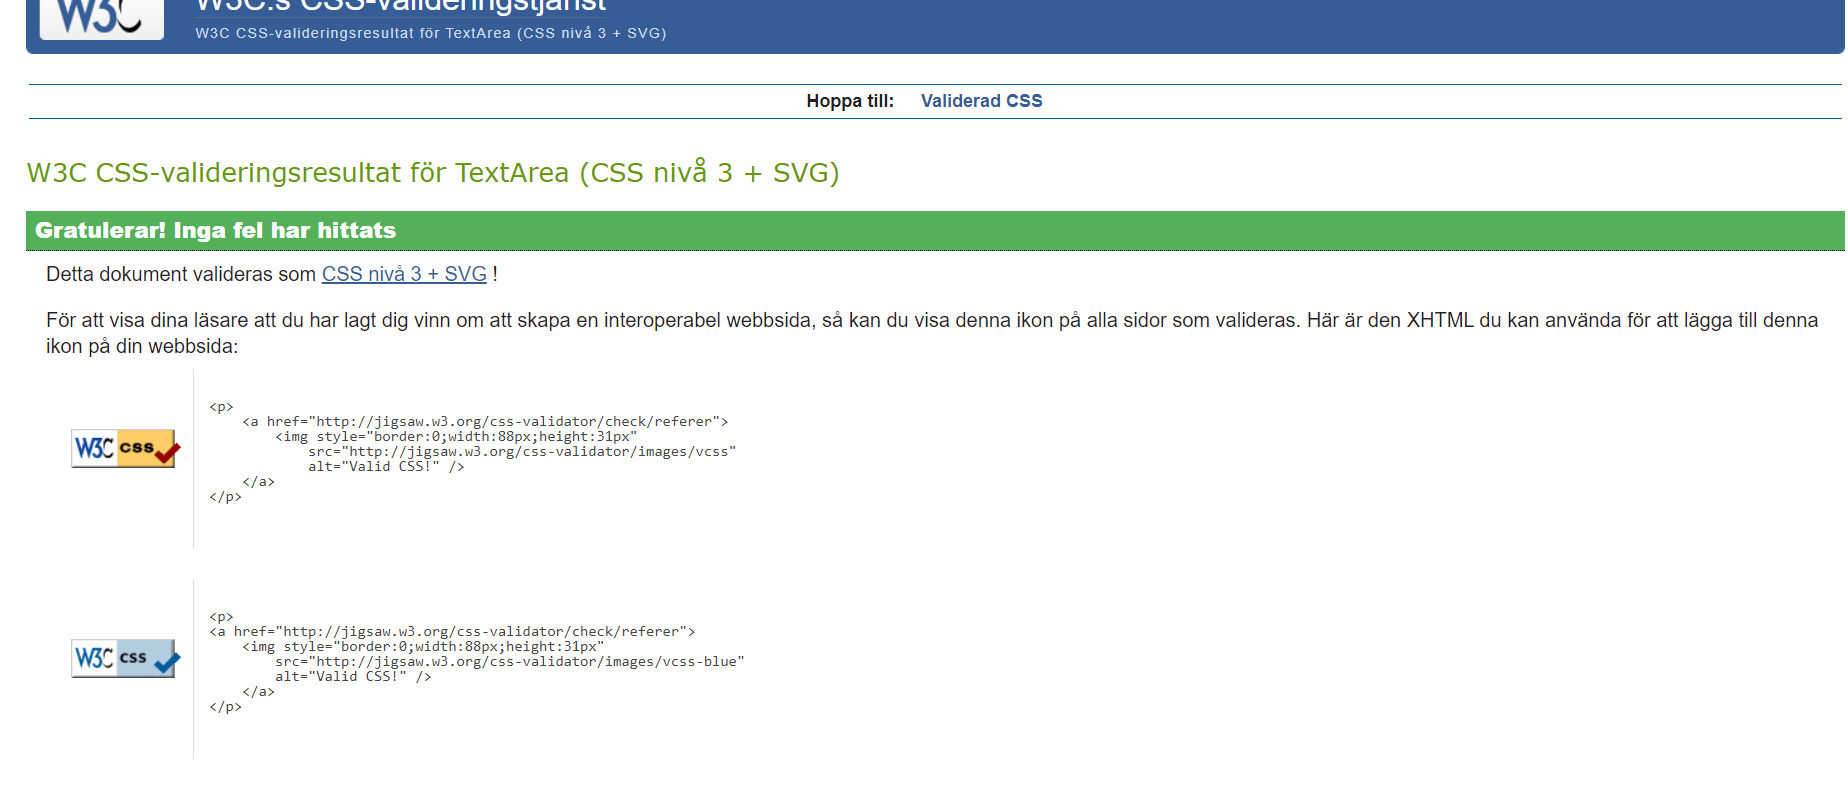 W3C
W3C:s CSS-valideringstjänst
W3C CSS-valideringsresultat för TextArea (CSS nivå 3 + SVG)
Hoppa till: Validerad CSS
W3C CSS-valideringsresultat för TextArea (CSS nivå 3 + SVG)
Gratulerar! Inga fel har hittats
Detta dokument valideras som CSS nivå 3 + SVG !
För att visa dina läsare att du har lagt dig vinn om att skapa en interoperabel webbsida, så kan du visa denna ikon på alla sidor som valideras. Här är den XHTML du kan använda för att lägga till denna
ikon på din webbsida:
W3C css
<p>
<a href="http://jigsaw.w3.org/css-validator/check/referer">
<img style="border:0;width:88px;height:31px"
src="http://jigsaw.w3.org/css-validator/images/vcss"
alt="Valid CSS!" />
</a>
</p>
W3C css
<p>
<a href="http://jigsaw.w3.org/css-validator/check/referer">
<img style="border:0;width:88px;height:31px"
src="http://jigsaw.w3.org/css-validator/images/vcss-blue"
alt="Valid CSS!" />
</a>
</p>